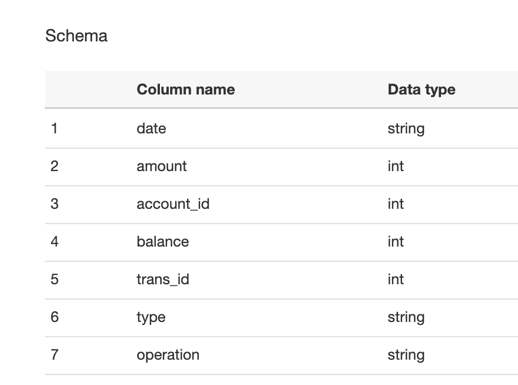 Schema
Column name Data type
1 date string
2 amount int
3 account_id int
4 balance int
5 trans_id int
6 type string
7 operation string